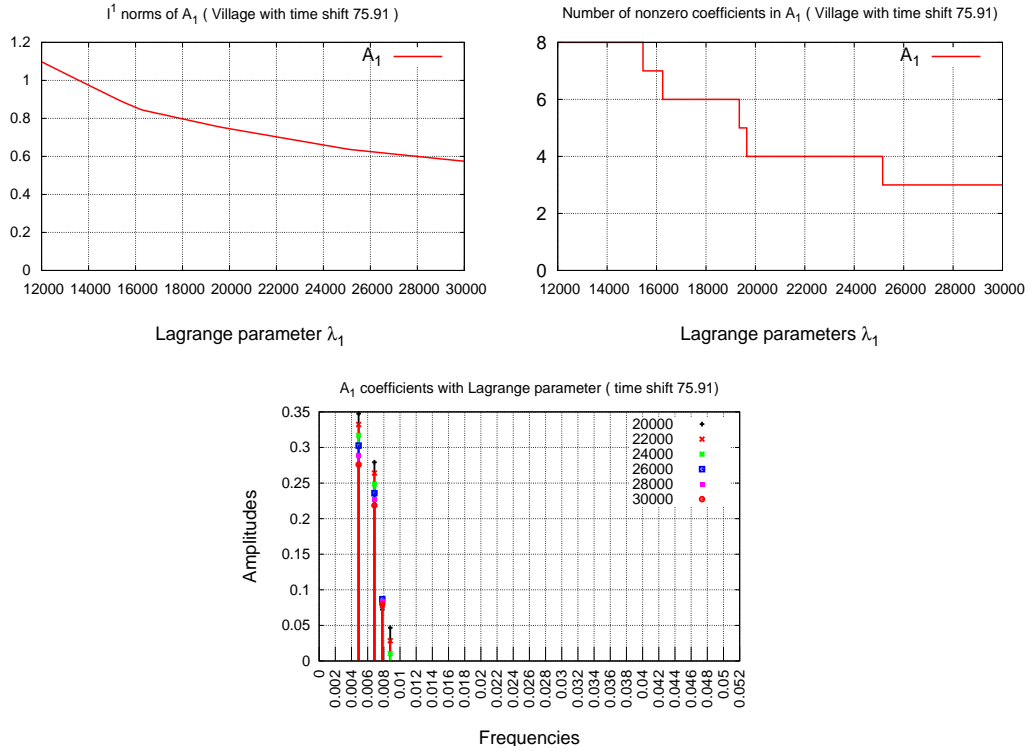 l¹ norms of A₁ ( Village with time shift 75.91 )
1.2
1
0.8
0.6
0.4
0.2
0
A₁
12000 14000 16000 18000 20000 22000 24000 26000 28000 30000
Lagrange parameter λ₁
Number of nonzero coefficients in A₁ ( Village with time shift 75.91)
8
6
4
2
0
A₁
12000 14000 16000 18000 20000 22000 24000 26000 28000 30000
Lagrange parameters λ₁
A₁ coefficients with Lagrange parameter ( time shift 75.91)
0.35
0.3
0.25
0.2
0.15
0.1
0.05
0
Amplitudes
20000
22000
24000
26000
28000
30000
0 0.002 0.004 0.006 0.008 0.01 0.012 0.014 0.016 0.018 0.02 0.022 0.024 0.026 0.028 0.03 0.032 0.034 0.036 0.038 0.04 0.042 0.044 0.046 0.048 0.05 0.052
Frequencies